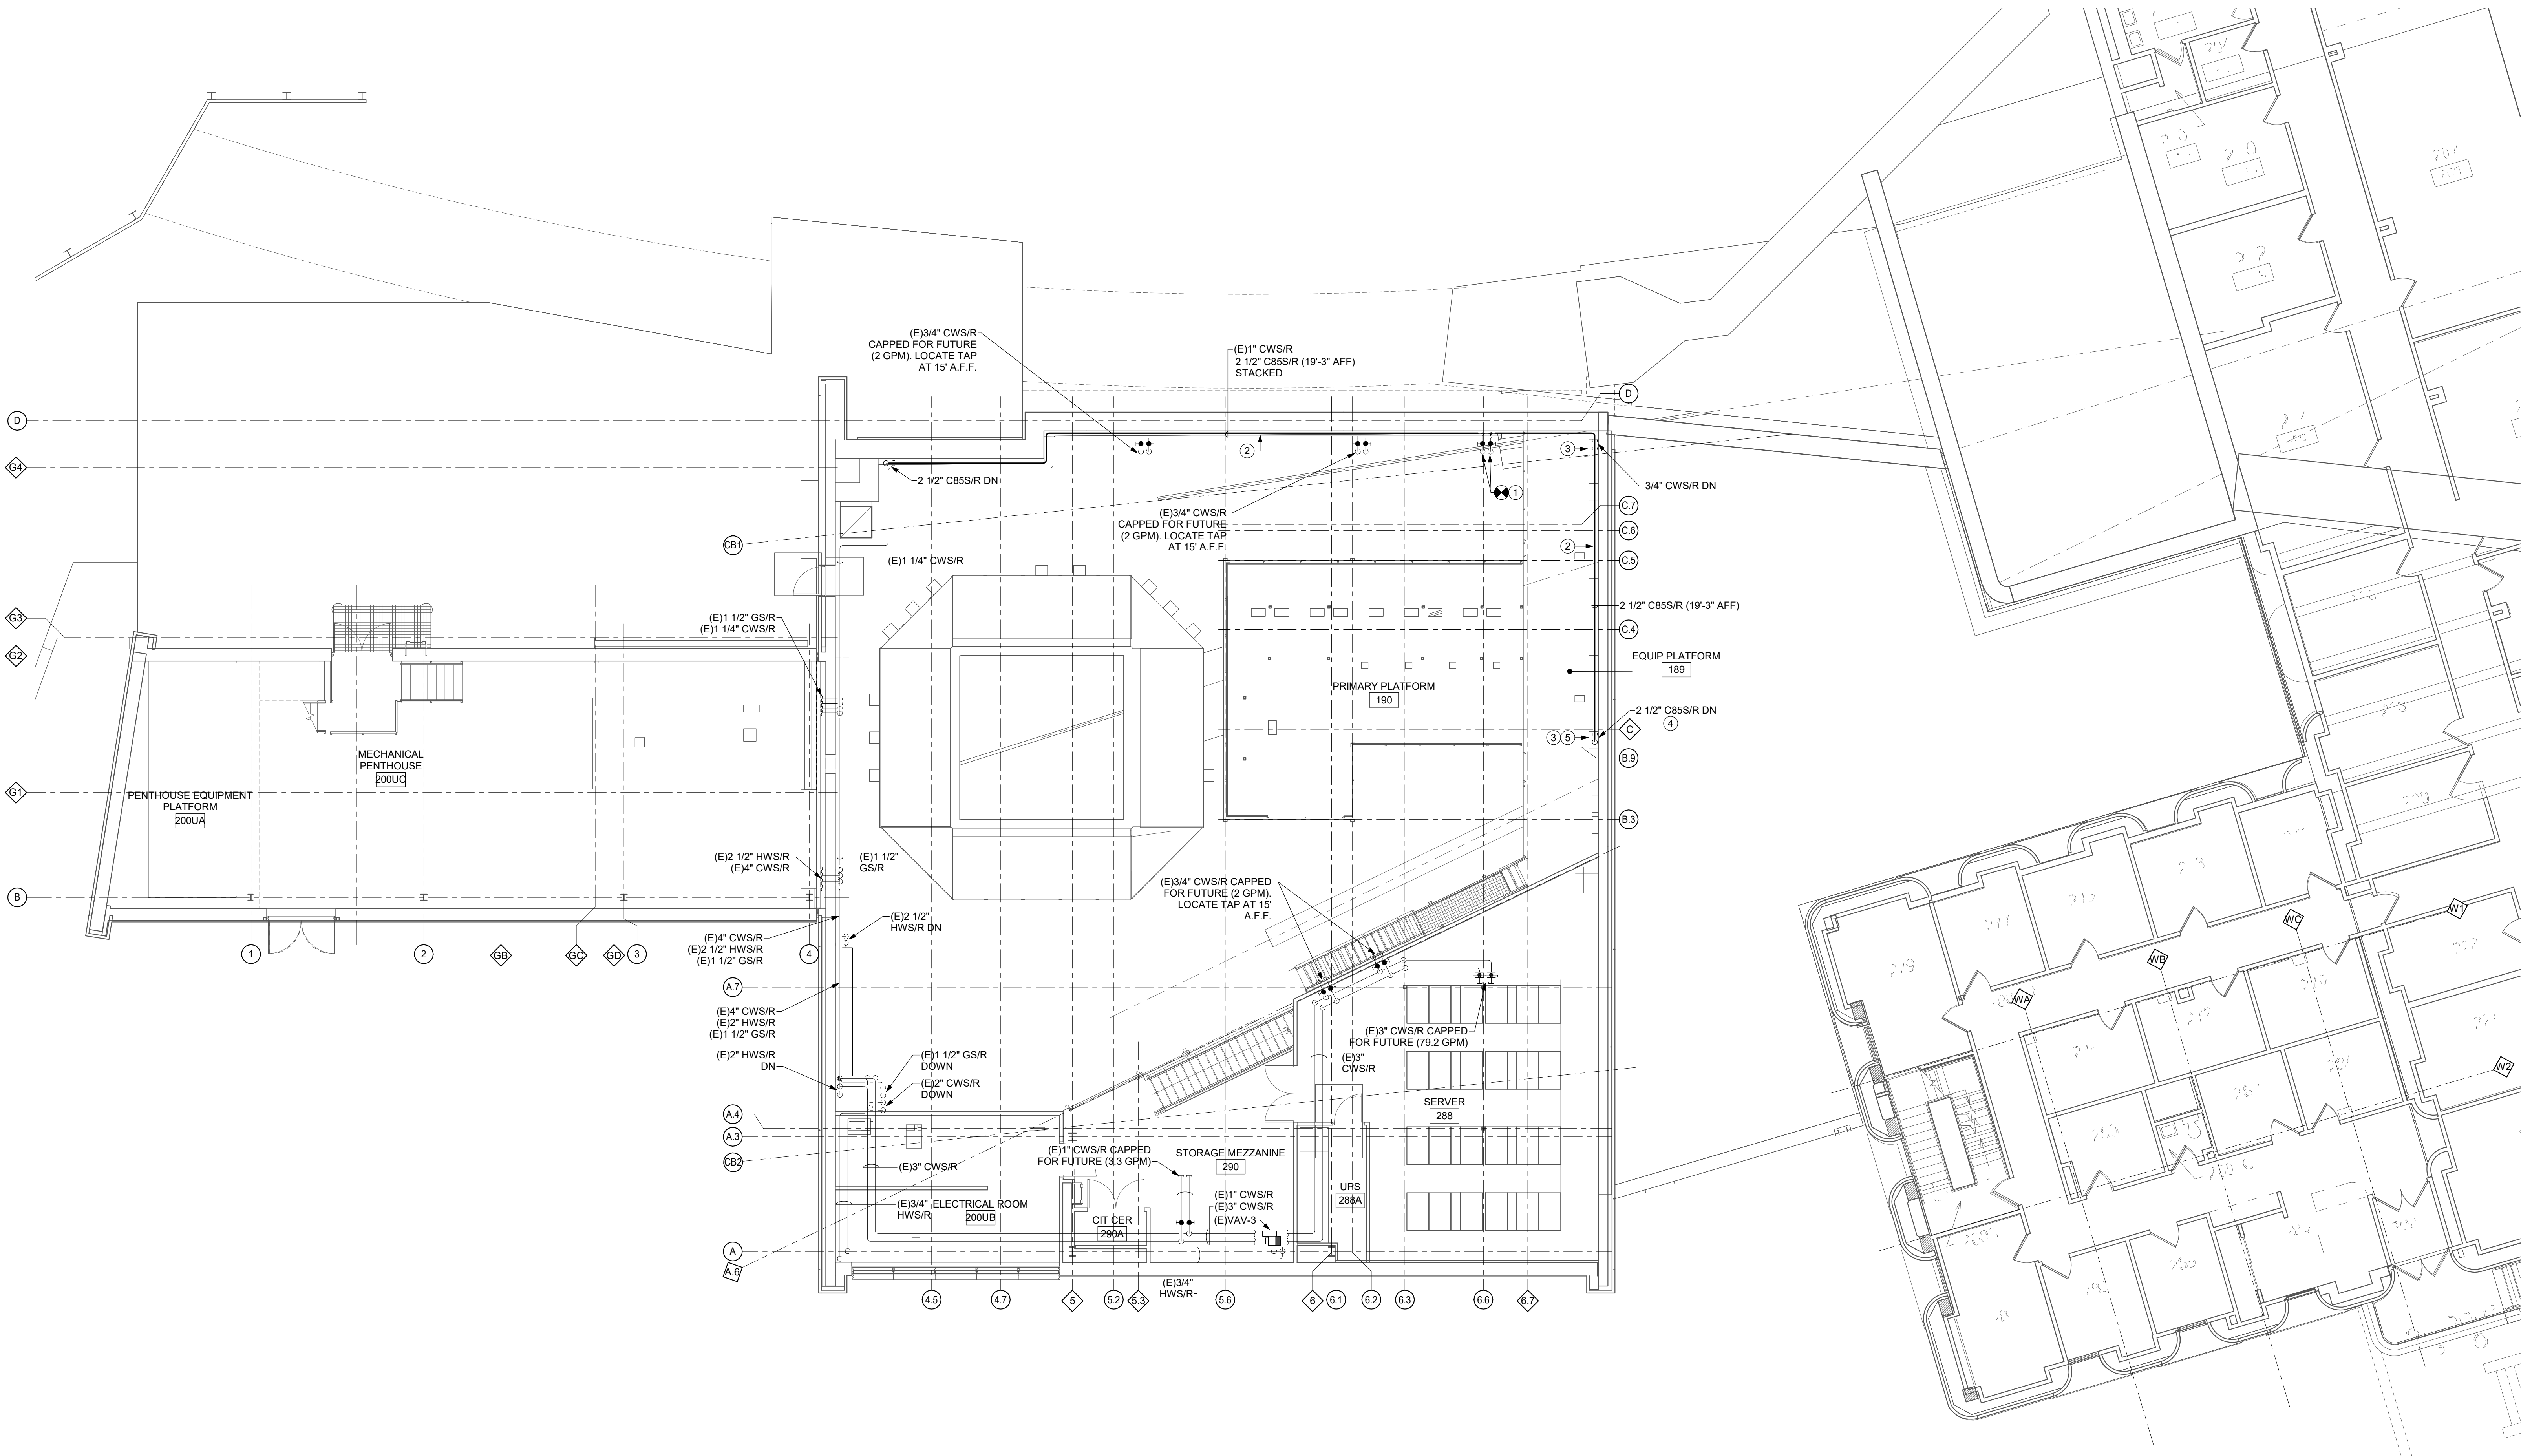 (E)3/4" CWS/R
CAPPED FOR FUTURE
(2 GPM). LOCATE TAP
AT 15' A.F.F.
(E)1" CWS/R
2 1/2" C85S/R (19'-3" AFF)
STACKED
D
D
G4
2
3
2 1/2" C85S/R DN
3/4" CWS/R DN
1
(E)3/4" CWS/R
CAPPED FOR FUTURE
(2 GPM). LOCATE TAP
AT 15' A.F.F.
C.7
C.6
CB1
2
(E)1 1/4" CWS/R
C.5
G3
(E)1 1/2" GS/R
(E)1 1/4" CWS/R
2 1/2" C85S/R (19'-3" AFF)
C.4
G2
EQUIP PLATFORM
189
PRIMARY PLATFORM
190
2 1/2" C85S/R DN
4
C
3
5
B.9
MECHANICAL
PENTHOUSE
200UC
G1
PENTHOUSE EQUIPMENT
PLATFORM
200UA
B.3
(E)2 1/2" HWS/R
(E)4" CWS/R
(E)1 1/2"
GS/R
B
(E)3/4" CWS/R CAPPED
FOR FUTURE (2 GPM).
LOCATE TAP AT 15'
A.F.F.
(E)2 1/2"
HWS/R DN
(E)4" CWS/R
(E)2 1/2" HWS/R
(E)1 1/2" GS/R
1
2
GB
GC
GD
3
4
W1
WC
WB
WA
A.7
(E)4" CWS/R
(E)2" HWS/R
(E)1 1/2" GS/R
(E)3" CWS/R CAPPED
FOR FUTURE (79.2 GPM)
(E)2" HWS/R
DN
(E)1 1/2" GS/R
DOWN
(E)3"
CWS/R
W2
(E)2" CWS/R
DOWN
SERVER
288
A.4
A.3
CB2
(E)1" CWS/R CAPPED
FOR FUTURE (3.3 GPM)
STORAGE MEZZANINE
290
(E)3" CWS/R
UPS
288A
(E)1" CWS/R
(E)3" CWS/R
(E)VAV-3
(E)3/4"
HWS/R
ELECTRICAL ROOM
200UB
CIT CER
290A
A
A.6
(E)3/4"
HWS/R
4.5
4.7
5
5.2
5.3
5.6
6
6.1
6.2
6.3
6.6
6.7